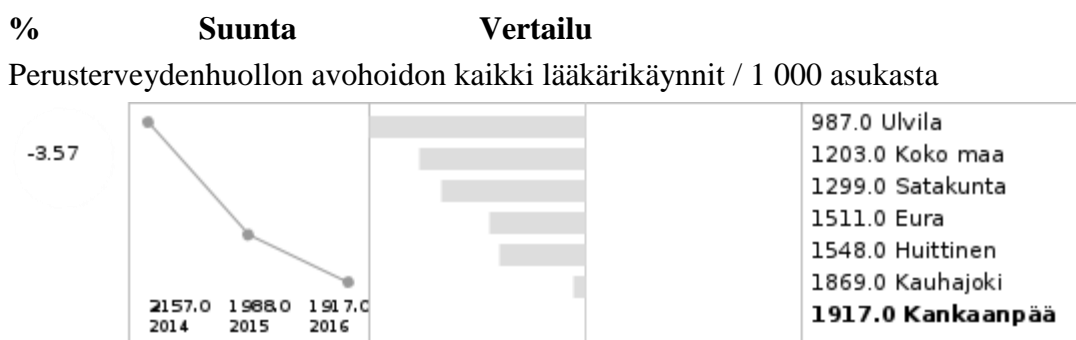 % Suunta Vertailu
Perusterveydenhuollon avohoidon kaikki lääkärikäynnit / 1 000 asukasta
-3.57
2157.0 1988.0 1917.0
2014 2015 2016
987.0 Ulvila
1203.0 Koko maa
1299.0 Satakunta
1511.0 Eura
1548.0 Huittinen
1869.0 Kauhajoki
1917.0 Kankaanpää